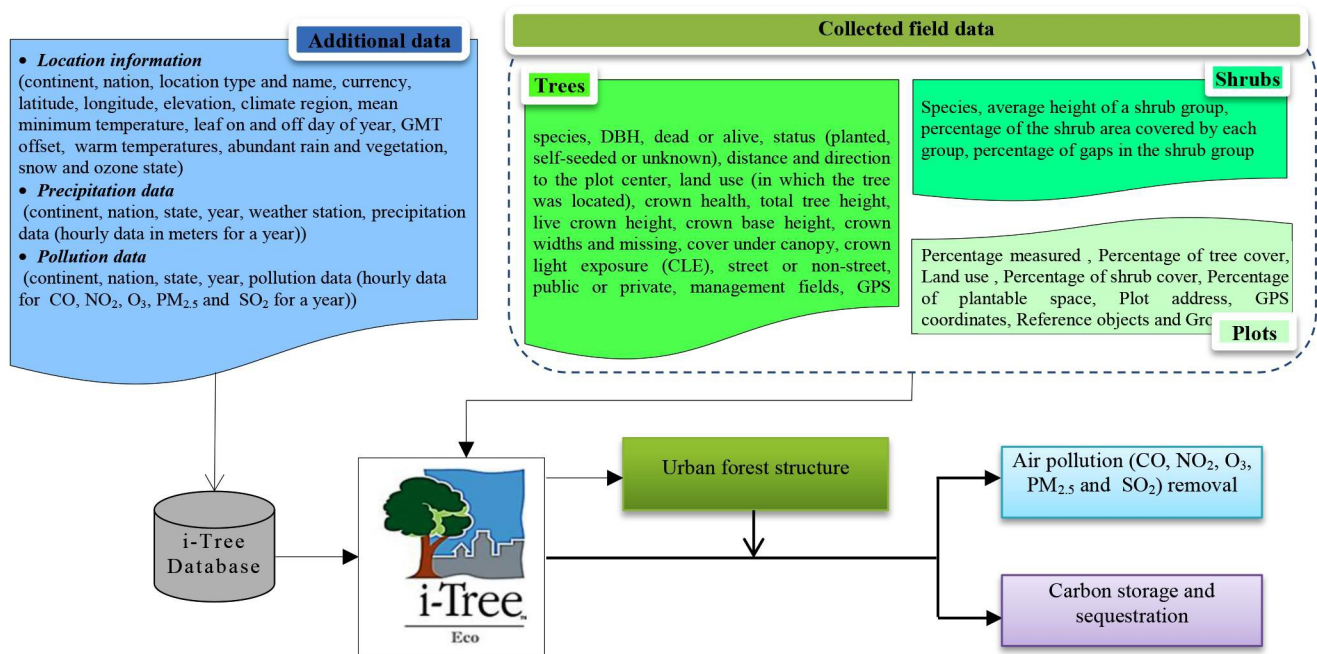 Additional data
• Location information
(continent, nation, location type and name, currency,
latitude, longitude, elevation, climate region, mean
minimum temperature, leaf on and off day of year, GMT
offset, warm temperatures, abundant rain and vegetation,
snow and ozone state)
• Precipitation data
(continent, nation, state, year, weather station, precipitation
data (hourly data in meters for a year))
• Pollution data
(continent, nation, state, year, pollution data (hourly data
for CO, NO₂, O₃, PM₂.₅ and SO₂ for a year))
Collected field data
Trees
species, DBH, dead or alive, status (planted,
self-seeded or unknown), distance and direction
to the plot center, land use (in which the tree
was located), crown health, total tree height,
live crown height, crown base height, crown
widths and missing, cover under canopy, crown
light exposure (CLE), street or non-street,
public or private, management fields, GPS
Shrubs
Species, average height of a shrub group,
percentage of the shrub area covered by each
group, percentage of gaps in the shrub group
Percentage measured , Percentage of tree cover,
Land use , Percentage of shrub cover, Percentage
of plantable space, Plot address, GPS
coordinates, Reference objects and
Plots
i-Tree
Database
i-Tree
Eco
Urban forest structure
Air pollution (CO, NO₂, O₃,
PM₂.₅ and SO₂) removal
Carbon storage and
sequestration